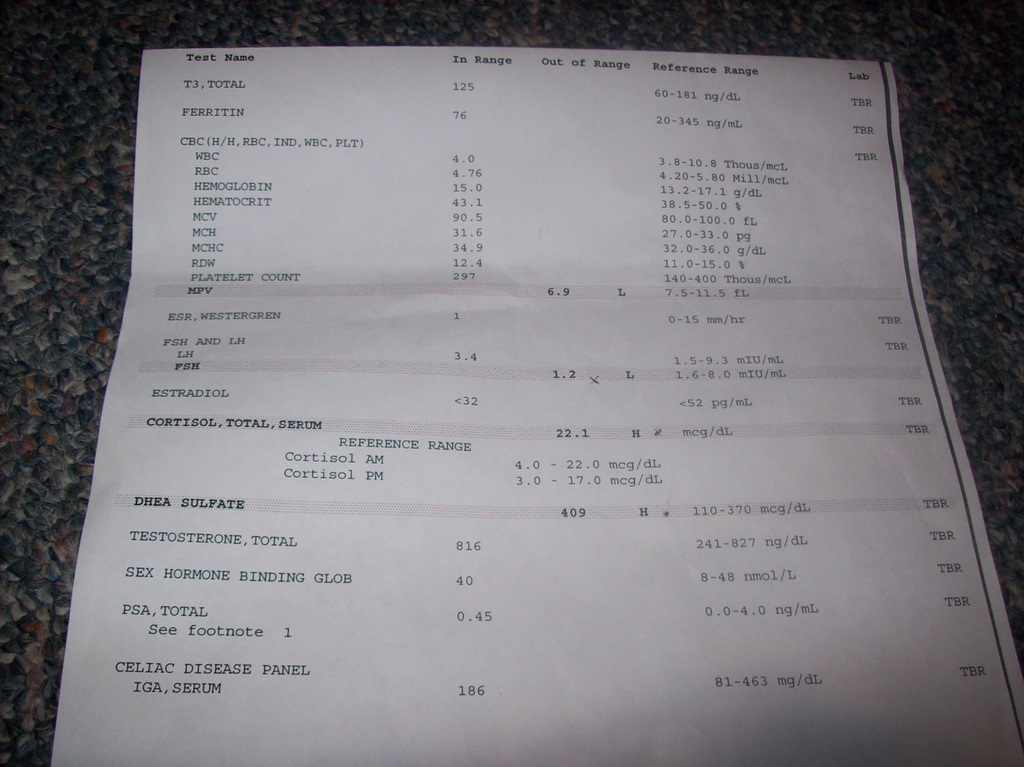 Test Name In Range Out of Range Reference Range Lab
T3,TOTAL 125 60-181 ng/dL TBR
FERRITIN 76 20-345 ng/mL TBR
CBC(H/H,RBC,IND,WBC,PLT) TBR
WBC 4.0 3.8-10.8 Thous/mcL
RBC 4.76 4.20-5.80 Mill/mcL
HEMOGLOBIN 15.0 13.2-17.1 g/dL
HEMATOCRIT 43.1 38.5-50.0 %
MCV 90.5 80.0-100.0 fL
MCH 31.6 27.0-33.0 pg
MCHC 34.9 32.0-36.0 g/dL
RDW 12.4 11.0-15.0 %
PLATELET COUNT 297 140-400 Thous/mcL
MPV 6.9 L 7.5-11.5 fL
ESR,WESTERGREN 1 0-15 mm/hr TBR
FSH AND LH TBR
LH 3.4 1.5-9.3 mIU/mL
FSH 1.2 x L 1.6-8.0 mIU/mL
ESTRADIOL <32 <52 pg/mL TBR
CORTISOL,TOTAL,SERUM 22.1 H * mcg/dL TBR
REFERENCE RANGE
Cortisol AM 4.0 - 22.0 mcg/dL
Cortisol PM 3.0 - 17.0 mcg/dL
DHEA SULFATE 409 H * 110-370 mcg/dL TBR
TESTOSTERONE,TOTAL 816 241-827 ng/dL TBR
SEX HORMONE BINDING GLOB 40 8-48 nmol/L TBR
PSA,TOTAL 0.45 0.0-4.0 ng/mL TBR
See footnote 1
CELIAC DISEASE PANEL TBR
IGA,SERUM 186 81-463 mg/dL